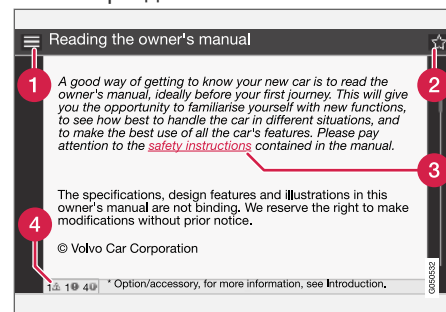 Reading the owner's manual
1
2
A good way of getting to know your new car is to read the
owner's manual, ideally before your first journey. This will give
you the opportunity to familiarise yourself with new functions,
to see how best to handle the car in different situations, and
to make the best use of all the car's features. Please pay
attention to the safety instructions contained in the manual.
3
The specifications, design features and illustrations in this
owner's manual are not binding. We reserve the right to make
modifications without prior notice.
4
© Volvo Car Corporation
1 1 4 * Option/accessory, for more information, see Introduction.
G050532